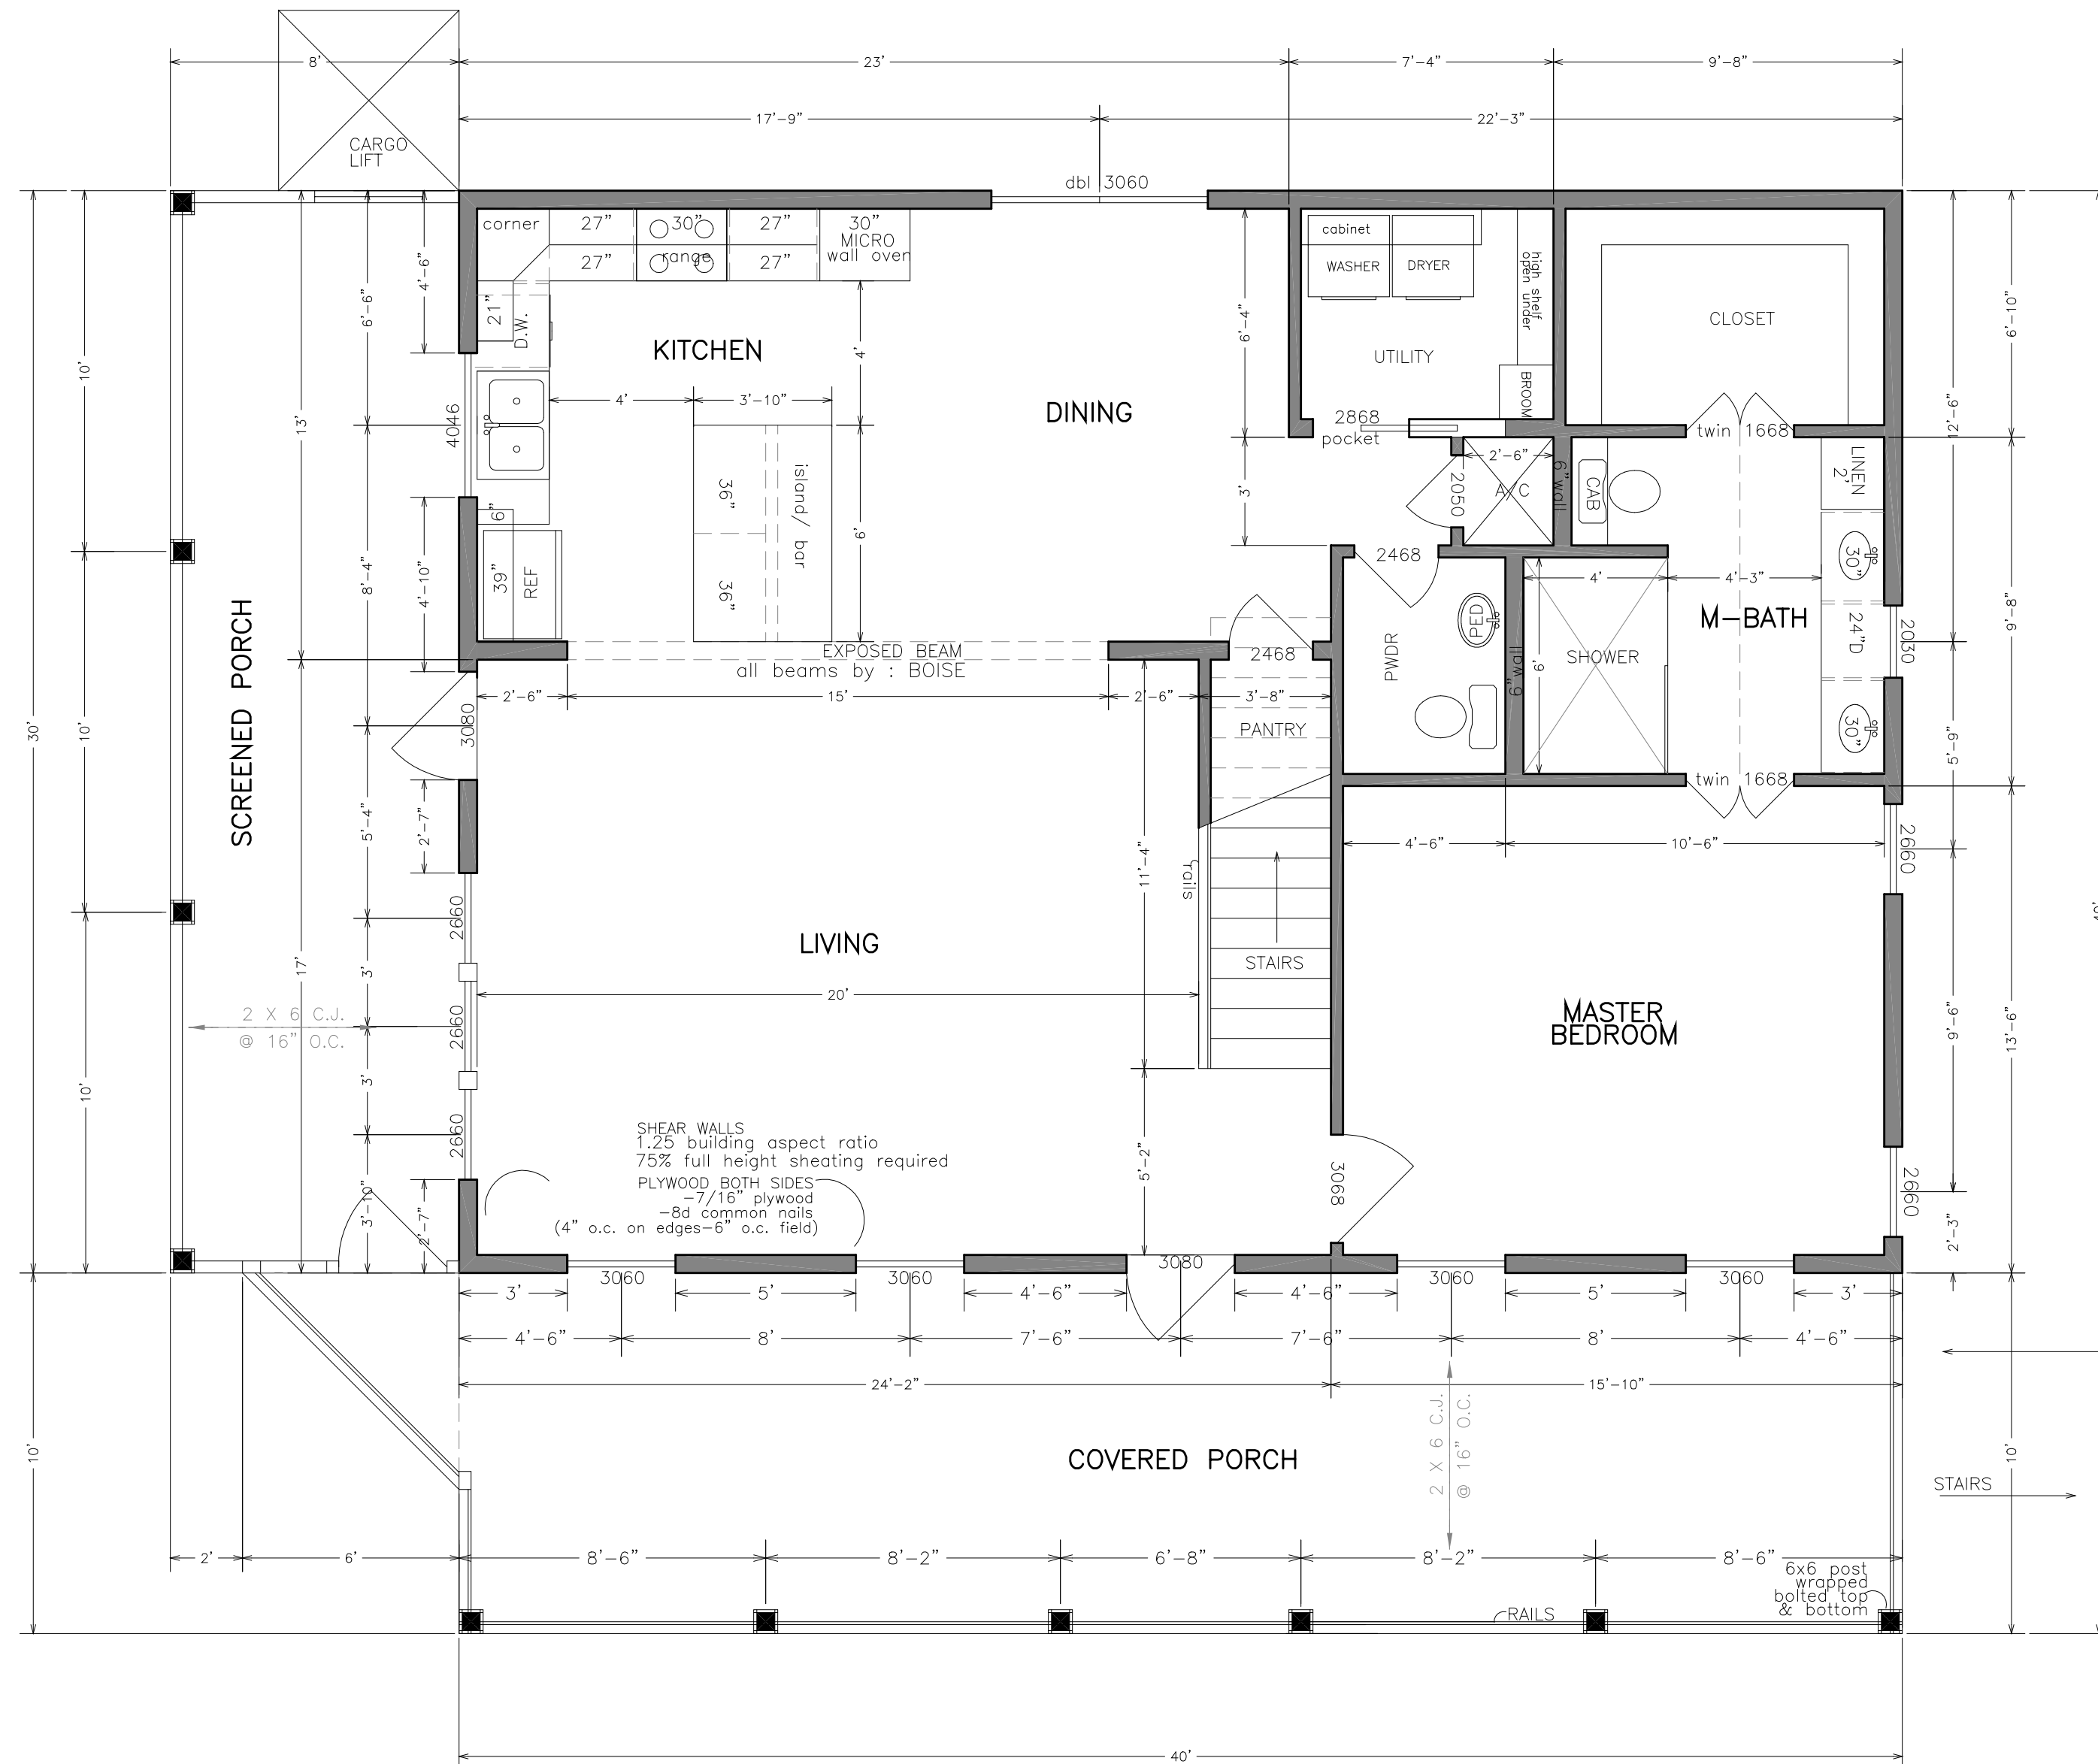 8'
23'
7'-4"
9'-8"
17'-9"
22'-3"
CARGO
LIFT
dbl 3060
corner
27"
30"
27"
30"
MICRO
wall oven
27"
range
27"
21"
D.W.
KITCHEN
4'
4'
3'-10"
DINING
cabinet
WASHER
DRYER
high shelf
open under
UTILITY
BROOM
CLOSET
6'-4"
2868
pocket
twin 1668
4'-6"
6'-6"
13'
10'
4046
6'-10"
12'-6"
36"
36"
island/ bar
6'
6"
39"
REF
3'
2'-6"
2050
A/C
6" wall
CAB
LINEN
2'
2468
4'
4'-3"
30"
M-BATH
24"D
2030
30"
PED
PWDR
SHOWER
6'
6" wall
4'-10"
8'-4"
10'
30'
SCREENED PORCH
9'-8"
5'-9"
EXPOSED BEAM
all beams by : BOISE
2468
2'-6"
15'
2'-6"
3'-8"
PANTRY
3080
twin 1668
2'-7"
5'-4"
4'-6"
10'-6"
2660
11'-4"
rails
2660
LIVING
STAIRS
3'
17'
20'
2 X 6 C.J.
@ 16" O.C.
2660
MASTER
BEDROOM
9'-6"
13'-6"
40'
3'
10'
2660
SHEAR WALLS
1.25 building aspect ratio
75% full height sheating required
PLYWOOD BOTH SIDES
-7/16" plywood
-8d common nails
(4" o.c. on edges-6" o.c. field)
5'-2"
3068
2660
3'-10"
2'-7"
2'-3"
3060
3060
3080
3060
3060
3'
5'
4'-6"
4'-6"
5'
3'
4'-6"
8'
7'-6"
7'-6"
8'
4'-6"
24'-2"
15'-10"
2 X 6 C.J.
@ 16" O.C.
COVERED PORCH
10'
10'
STAIRS
2'
6'
8'-6"
8'-2"
6'-8"
8'-2"
8'-6"
6x6 post
wrapped
bolted top
& bottom
RAILS
40'